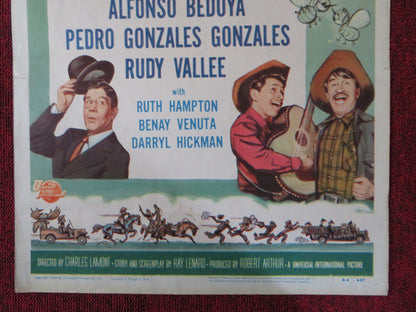 ALFONSO BEDOYA
PEDRO GONZALES GONZALES
RUDY VALLEE
with
RUTH HAMPTON
BENAY VENUTA
DARRYL HICKMAN
DIRECTED BY CHARLES LAMONT · STORY AND SCREENPLAY BY KAY LENARD · PRODUCED BY ROBERT ARTHUR · A UNIVERSAL-INTERNATIONAL PICTURE